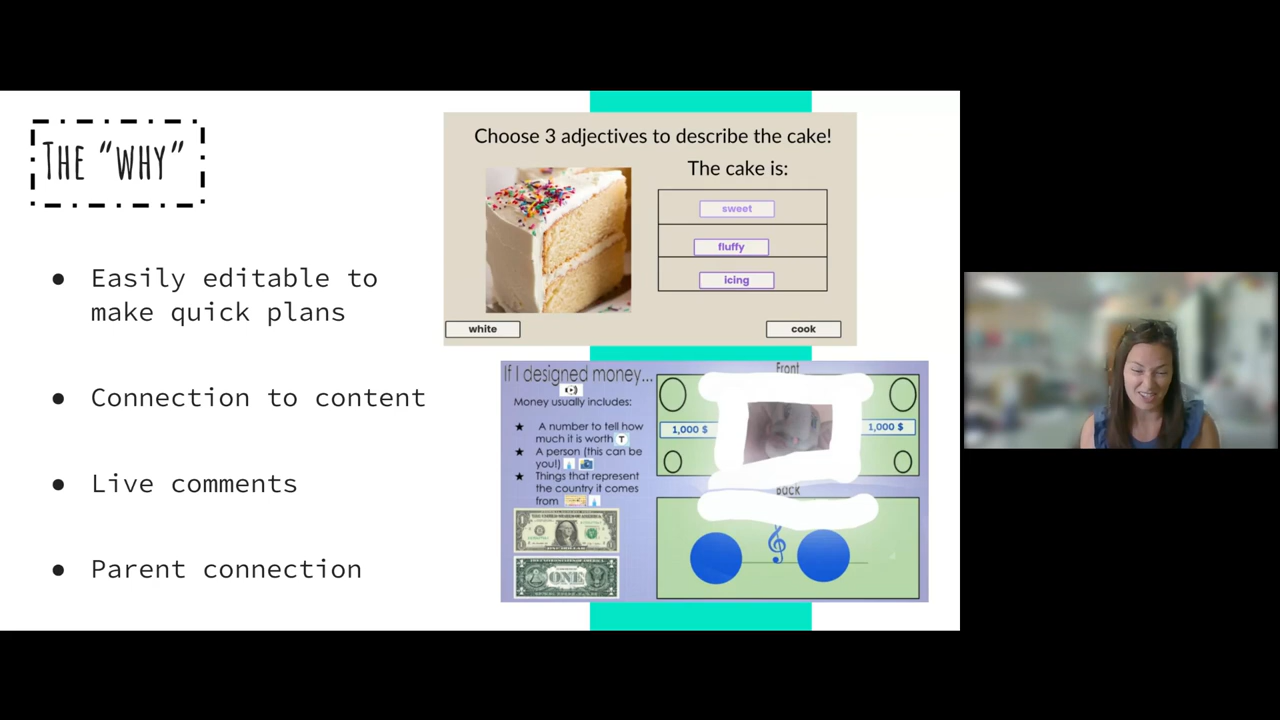 THE "WHY"
● Easily editable to
make quick plans
● Connection to content
● Live comments
● Parent connection
Choose 3 adjectives to describe the cake!
The cake is:
sweet
fluffy
icing
white
cook
If I designed money...
Money usually includes:
★ A number to tell how
much it is worth T
★ A person (this can be
you!)
★ Things that represent
the country it comes
from
ONE
Front
1,000 $
1,000 $
Back